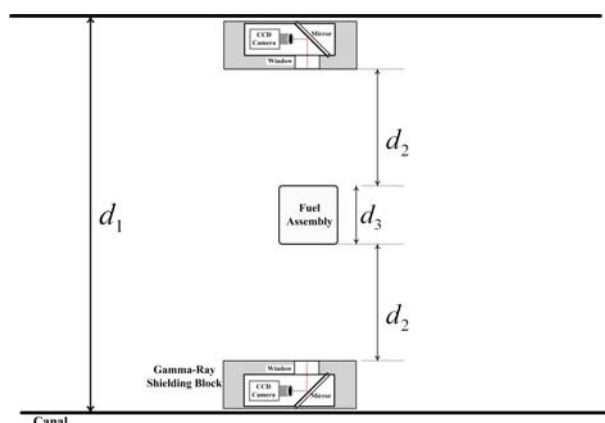 CCD
Camera
Mirror
Window
d₂
Fuel
Assembly
d₁
d₃
d₂
Gamma-Ray
Shielding Block
Window
CCD
Camera
Mirror
Canal